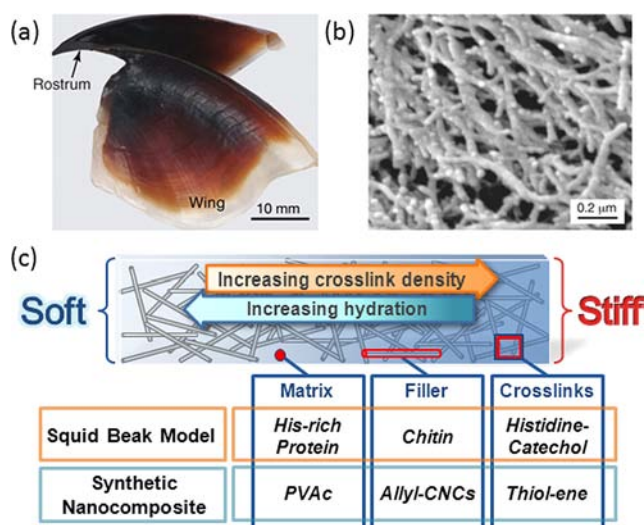 (a)
Rostrum
Wing
10 mm
(b)
0.2 μm
(c)
Soft
Increasing crosslink density
Increasing hydration
Stiff
Matrix Filler Crosslinks
Squid Beak Model His-rich Protein Chitin Histidine-Catechol
Synthetic Nanocomposite PVAc Allyl-CNCs Thiol-ene